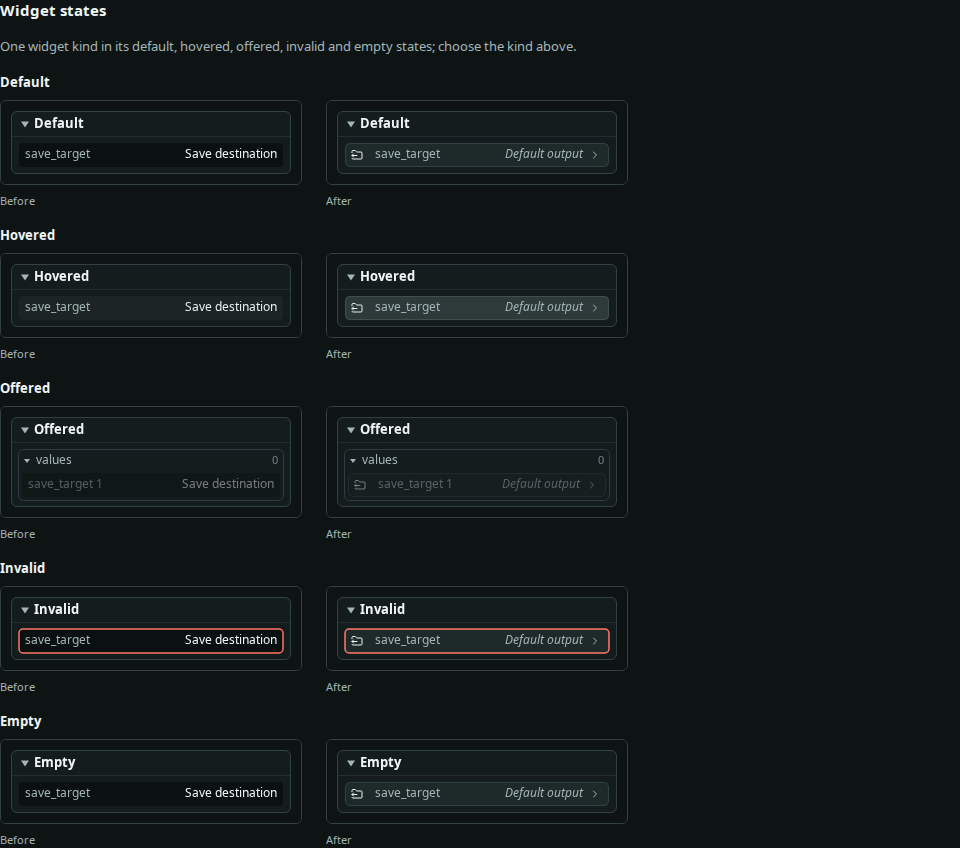 Widget states
One widget kind in its default, hovered, offered, invalid and empty states; choose the kind above.
Default
Default
save_target Save destination
Before
Default
save_target Default output
After
Hovered
Hovered
save_target Save destination
Before
Hovered
save_target Default output
After
Offered
Offered
values 0
save_target 1 Save destination
Before
Offered
values 0
save_target 1 Default output
After
Invalid
Invalid
save_target Save destination
Before
Invalid
save_target Default output
After
Empty
Empty
save_target Save destination
Before
Empty
save_target Default output
After